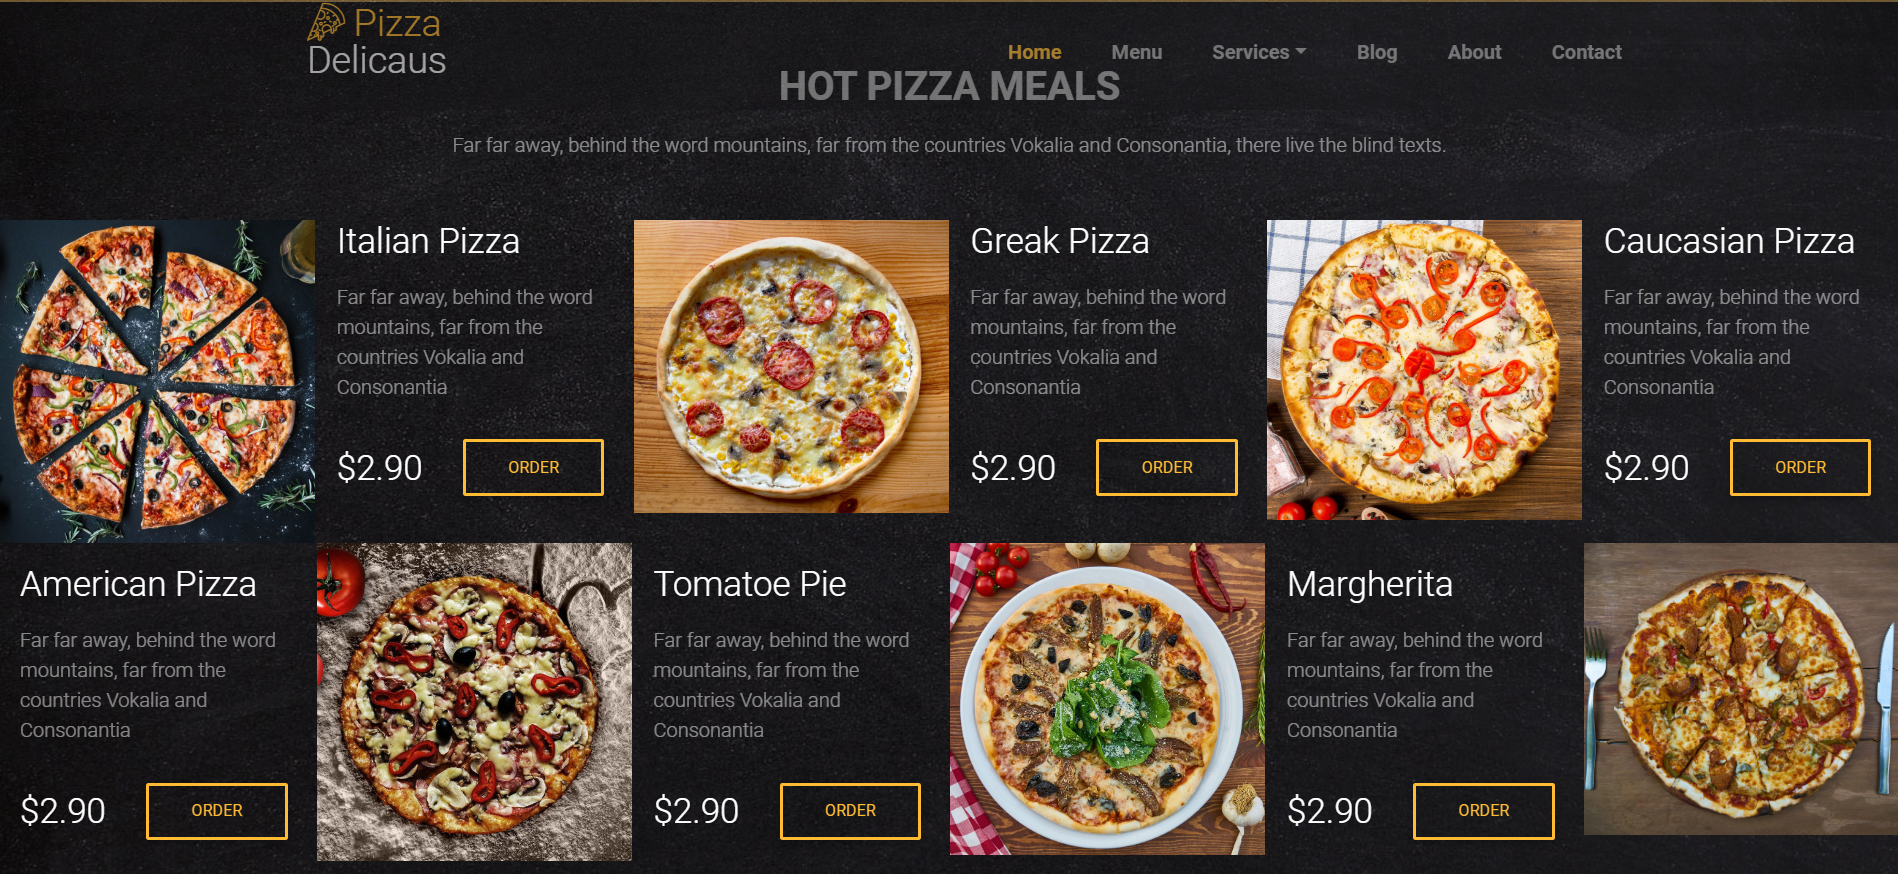 Pizza
Delicaus
Home Menu Services Blog About Contact
HOT PIZZA MEALS
Far far away, behind the word mountains, far from the countries Vokalia and Consonantia, there live the blind texts.
Italian Pizza
Far far away, behind the word
mountains, far from the
countries Vokalia and
Consonantia
$2.90 ORDER
Greak Pizza
Far far away, behind the word
mountains, far from the
countries Vokalia and
Consonantia
$2.90 ORDER
Caucasian Pizza
Far far away, behind the word
mountains, far from the
countries Vokalia and
Consonantia
$2.90 ORDER
American Pizza
Far far away, behind the word
mountains, far from the
countries Vokalia and
Consonantia
$2.90 ORDER
Tomatoe Pie
Far far away, behind the word
mountains, far from the
countries Vokalia and
Consonantia
$2.90 ORDER
Margherita
Far far away, behind the word
mountains, far from the
countries Vokalia and
Consonantia
$2.90 ORDER